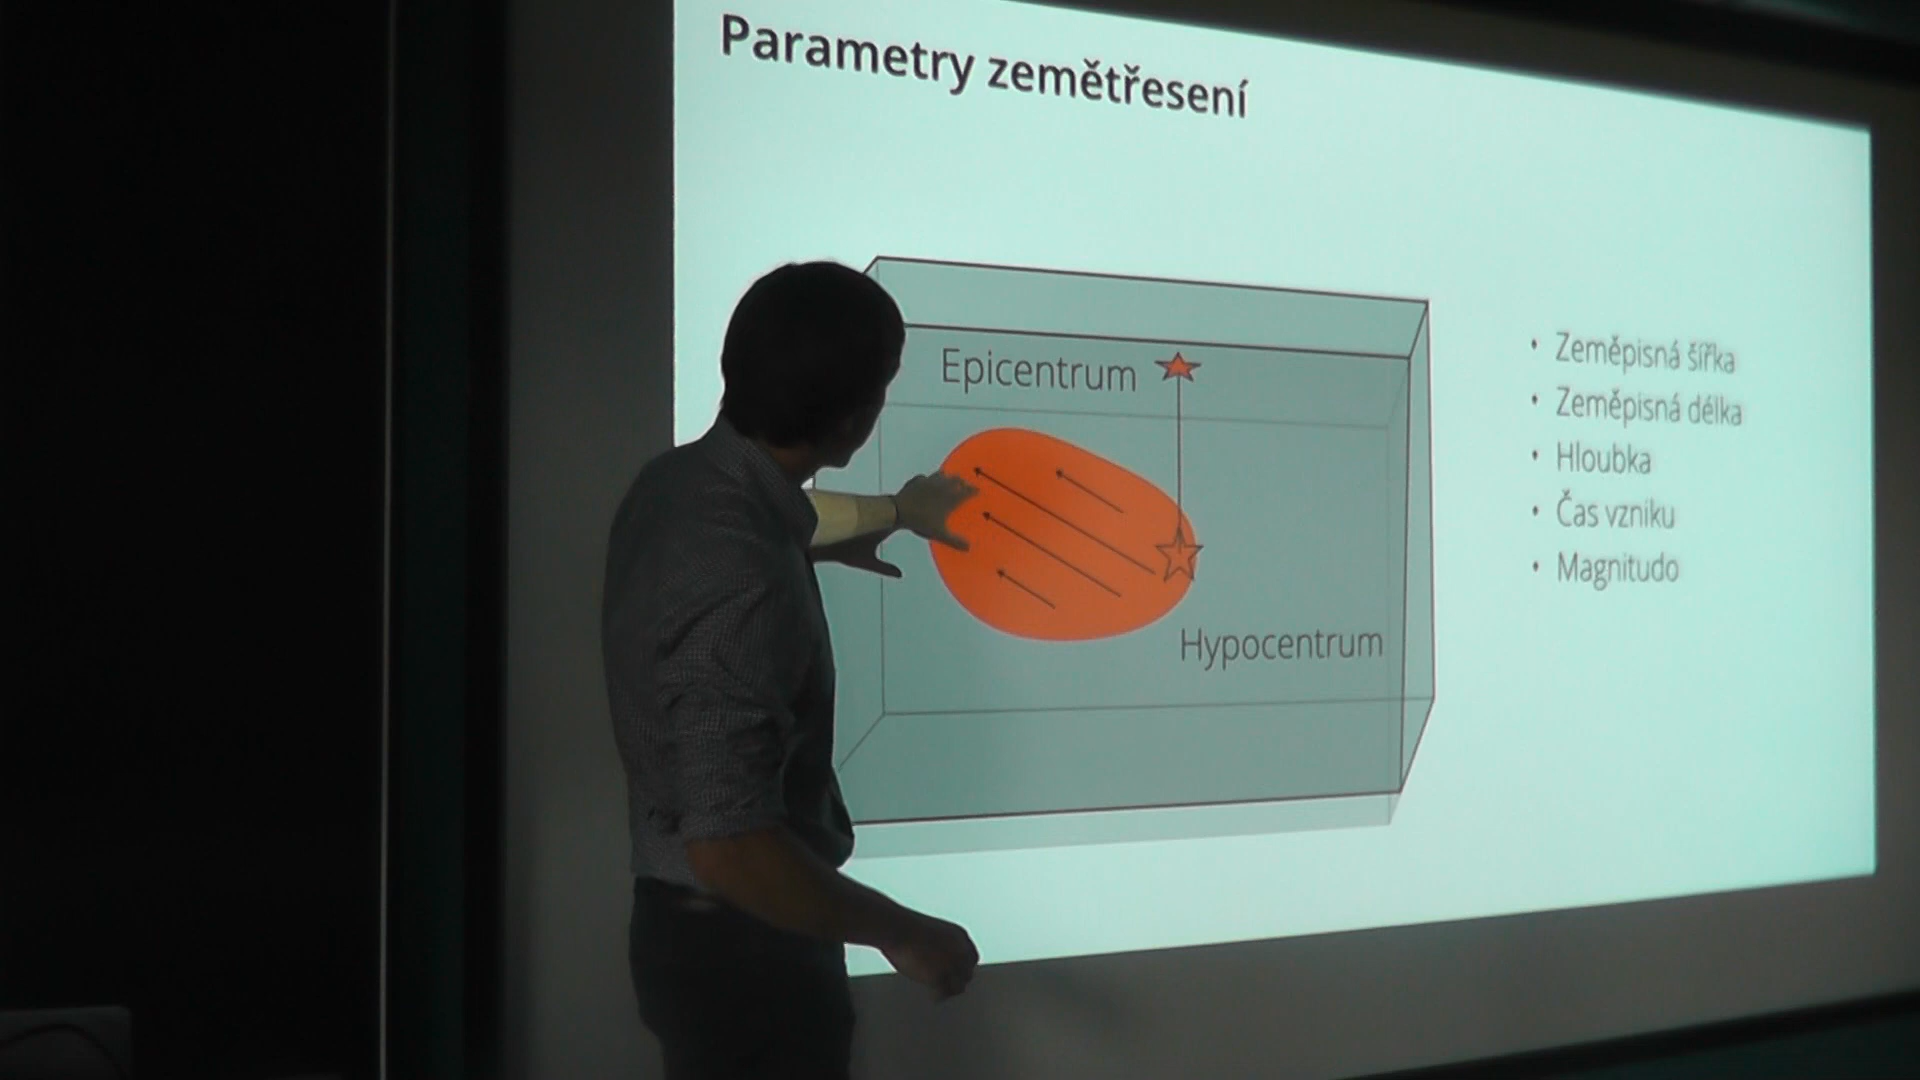 Parametry zemětřesení
Epicentrum
Hypocentrum
• Zeměpisná šířka
• Zeměpisná délka
• Hloubka
• Čas vzniku
• Magnitudo